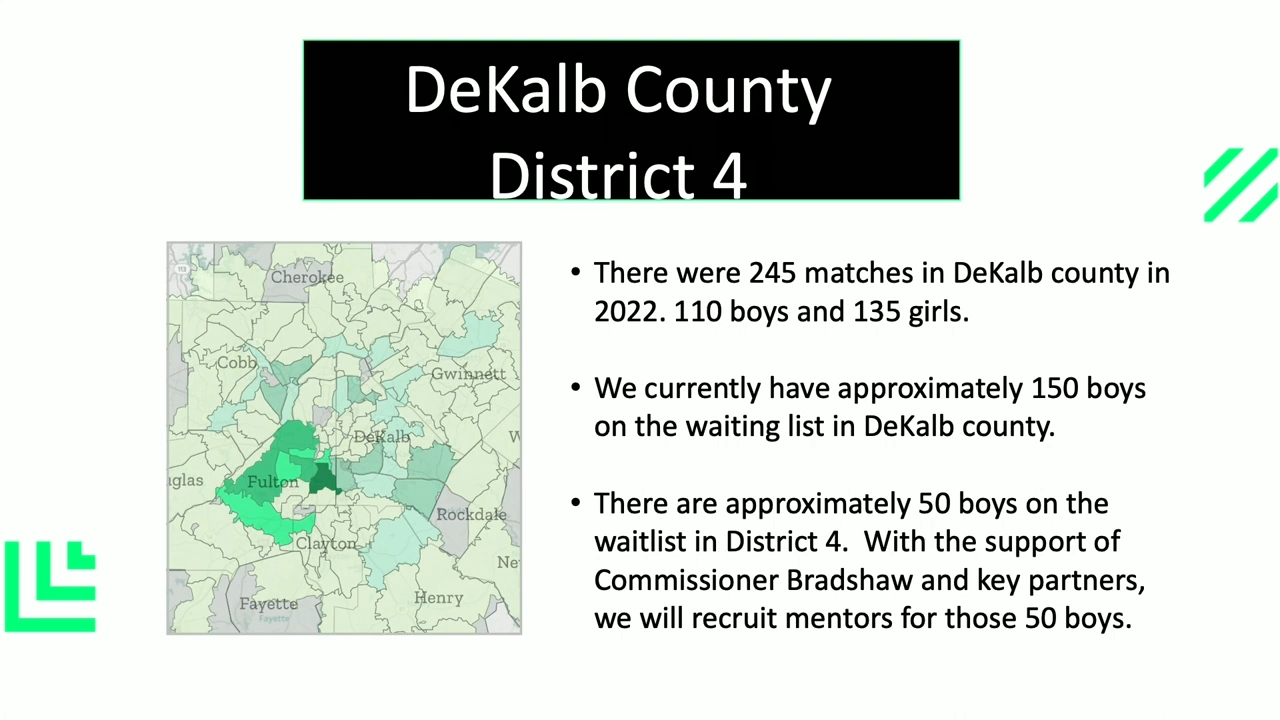 DeKalb County
District 4
Cherokee
Cobb
Gwinnett
DeKalb
W
uglas
Fulton
Rockdale
Clayton
Ne
Fayette
Fayette
Henry
• There were 245 matches in DeKalb county in
2022. 110 boys and 135 girls.
• We currently have approximately 150 boys
on the waiting list in DeKalb county.
• There are approximately 50 boys on the
waitlist in District 4.  With the support of
Commissioner Bradshaw and key partners,
we will recruit mentors for those 50 boys.